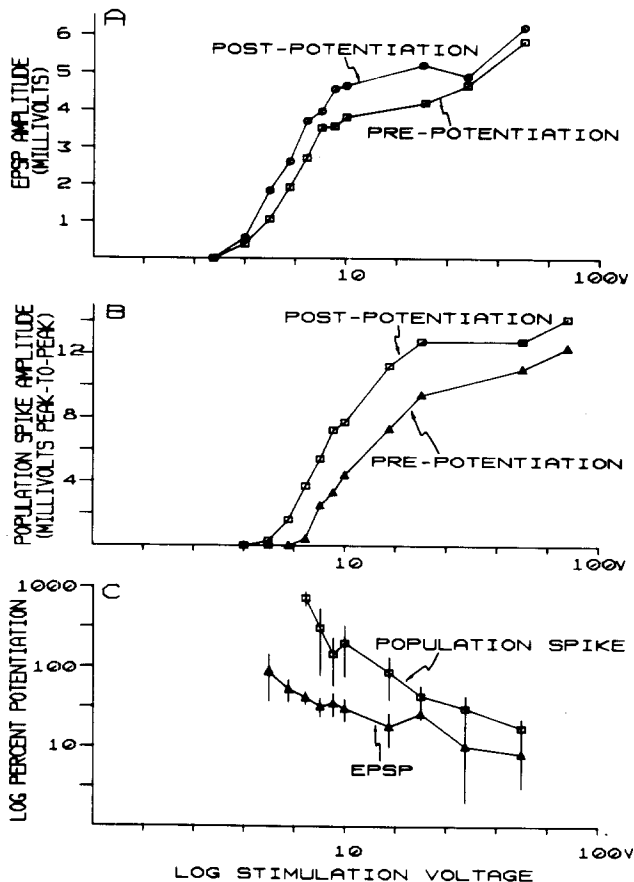 A
6
5
4
3
2
1
EPSP AMPLITUDE
(MILLIVOLTS)
POST-POTENTIATION
PRE-POTENTIATION
10
100V
B
12
8
4
POPULATION SPIKE AMPLITUDE
(MILLIVOLTS PEAK-TO-PEAK)
POST-POTENTIATION
PRE-POTENTIATION
10
100V
C
1000
100
10
LOG PERCENT POTENTIATION
POPULATION SPIKE
EPSP
10
100V
LOG STIMULATION VOLTAGE